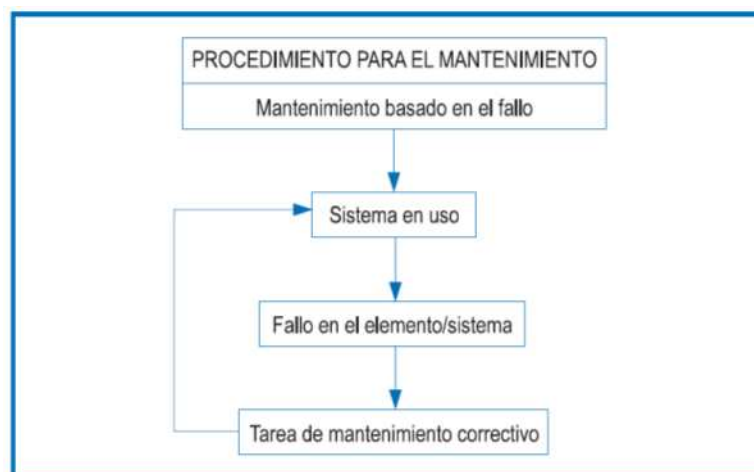 PROCEDIMIENTO PARA EL MANTENIMIENTO
Mantenimiento basado en el fallo
Sistema en uso
Fallo en el elemento/sistema
Tarea de mantenimiento correctivo